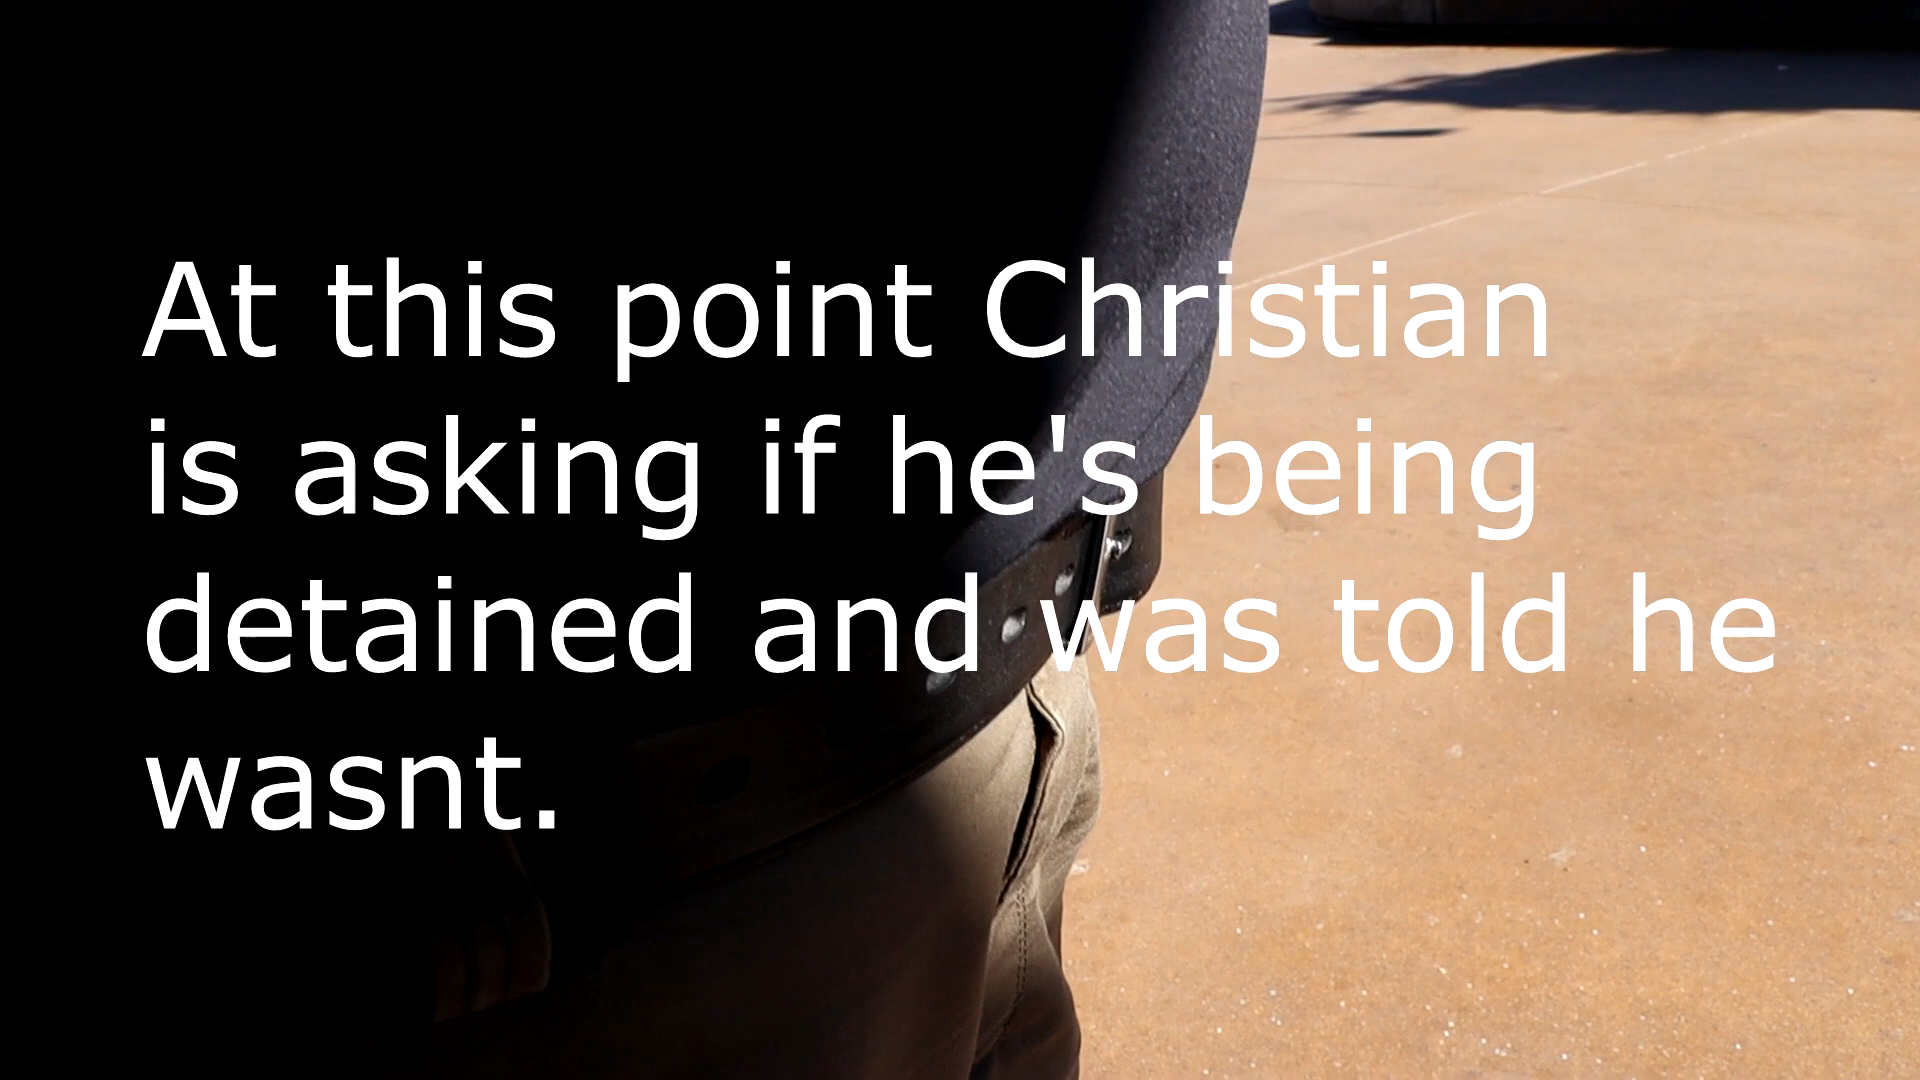 At this point Christian
is asking if he's being
detained and was told he
wasnt.